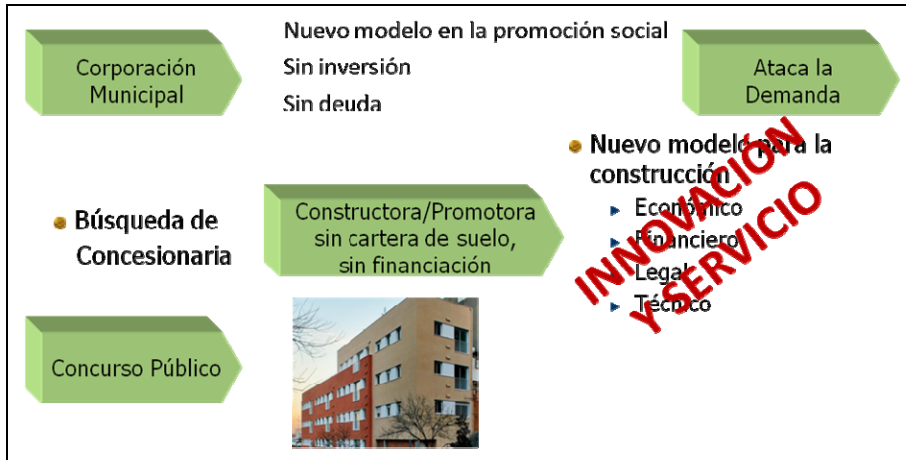 Corporación
Municipal
Nuevo modelo en la promoción social
Sin inversión
Sin deuda
Ataca la
Demanda
Nuevo modelo para la
construcción
Económico
Financiero
Legal
Técnico
INNOVACIÓN
Y SERVICIO
Búsqueda de
Concesionaria
Constructora/Promotora
sin cartera de suelo,
sin financiación
Concurso Público